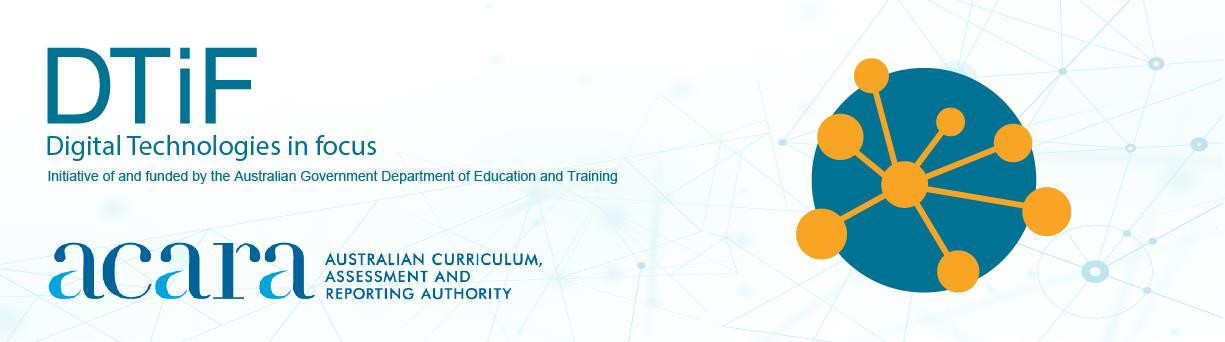 DTiF
Digital Technologies in focus
Initiative of and funded by the Australian Government Department of Education and Training
acara
AUSTRALIAN CURRICULUM,
ASSESSMENT AND
REPORTING AUTHORITY